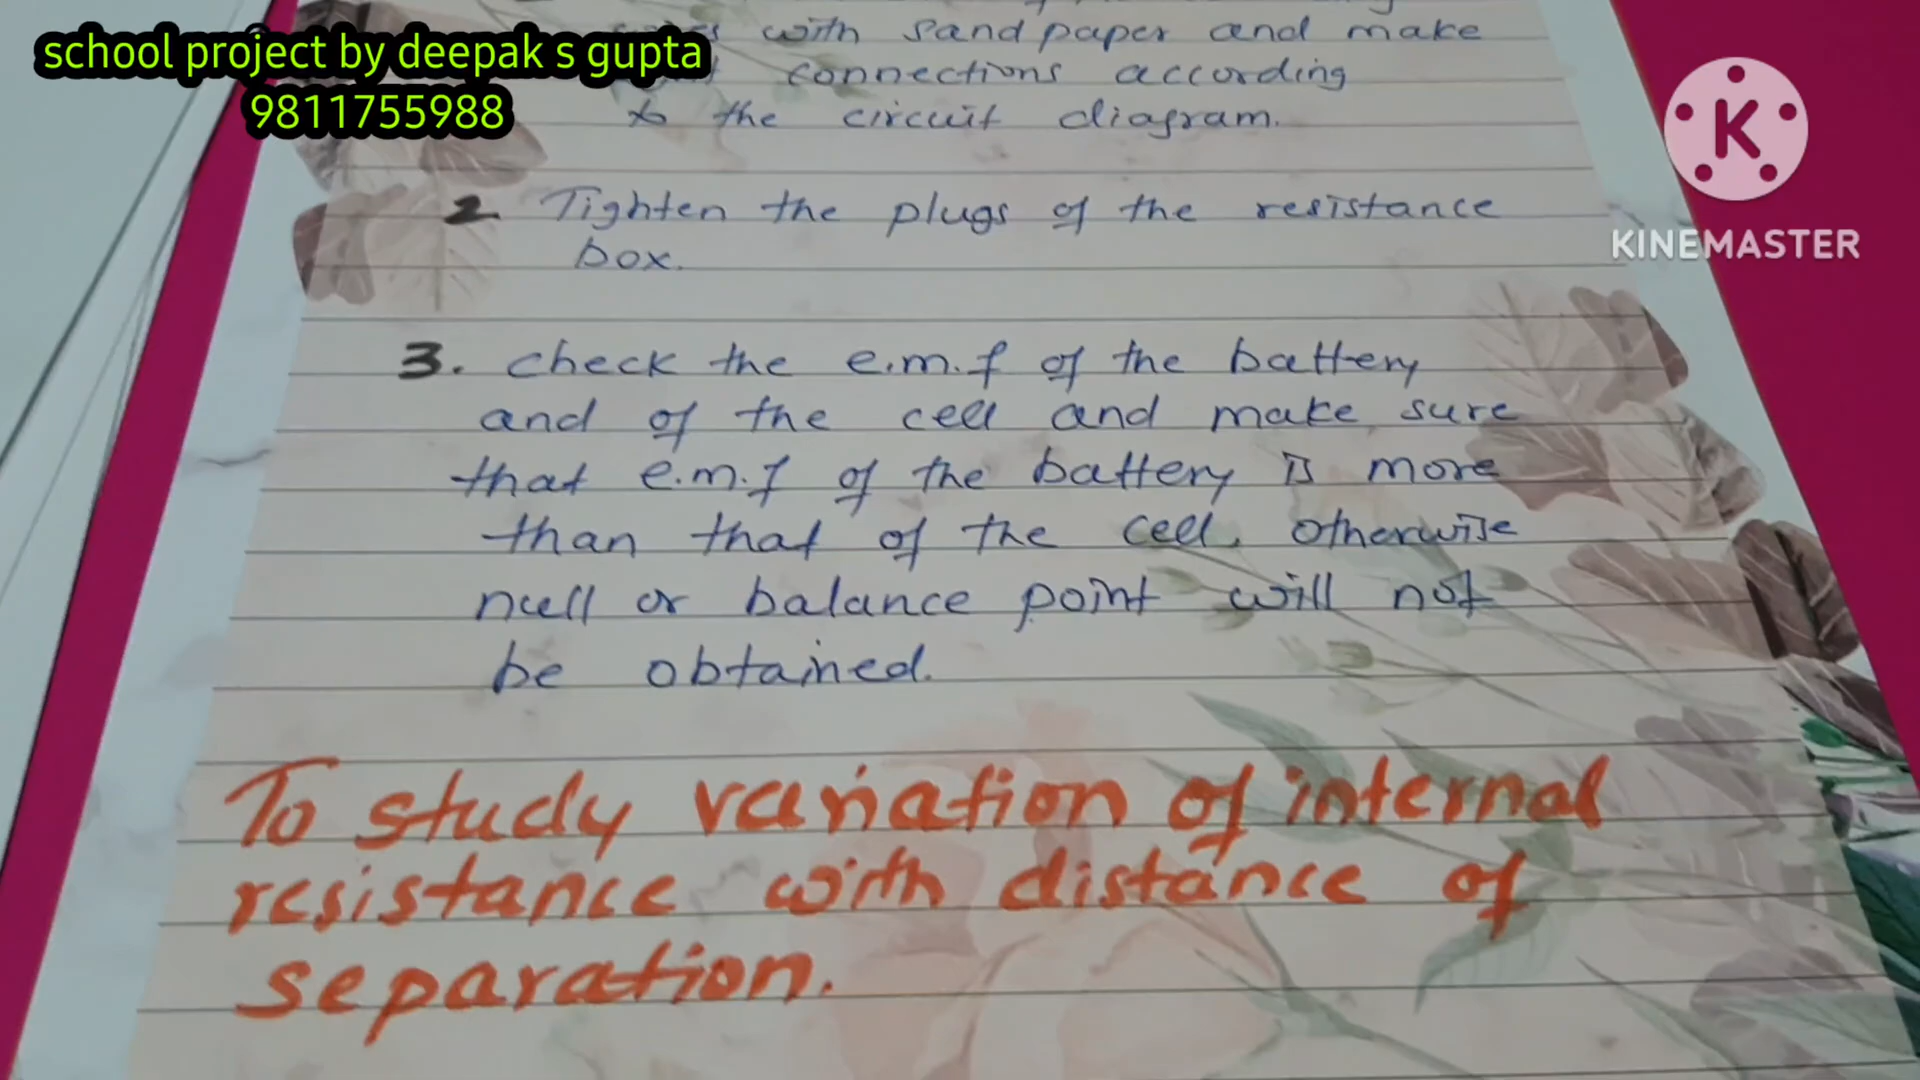 school project by deepak s gupta
9811755988
KINEMASTER
with sand paper and make
connections according
to the circuit diagram.
2 Tighten the plugs of the resistance
box.
3. check the e.m.f of the battery
and of the cell and make sure
that e.m.f of the battery is more
than that of the cell, otherwise
null or balance point will not
be obtained.
To study variation of internal
resistance with distance of
separation.